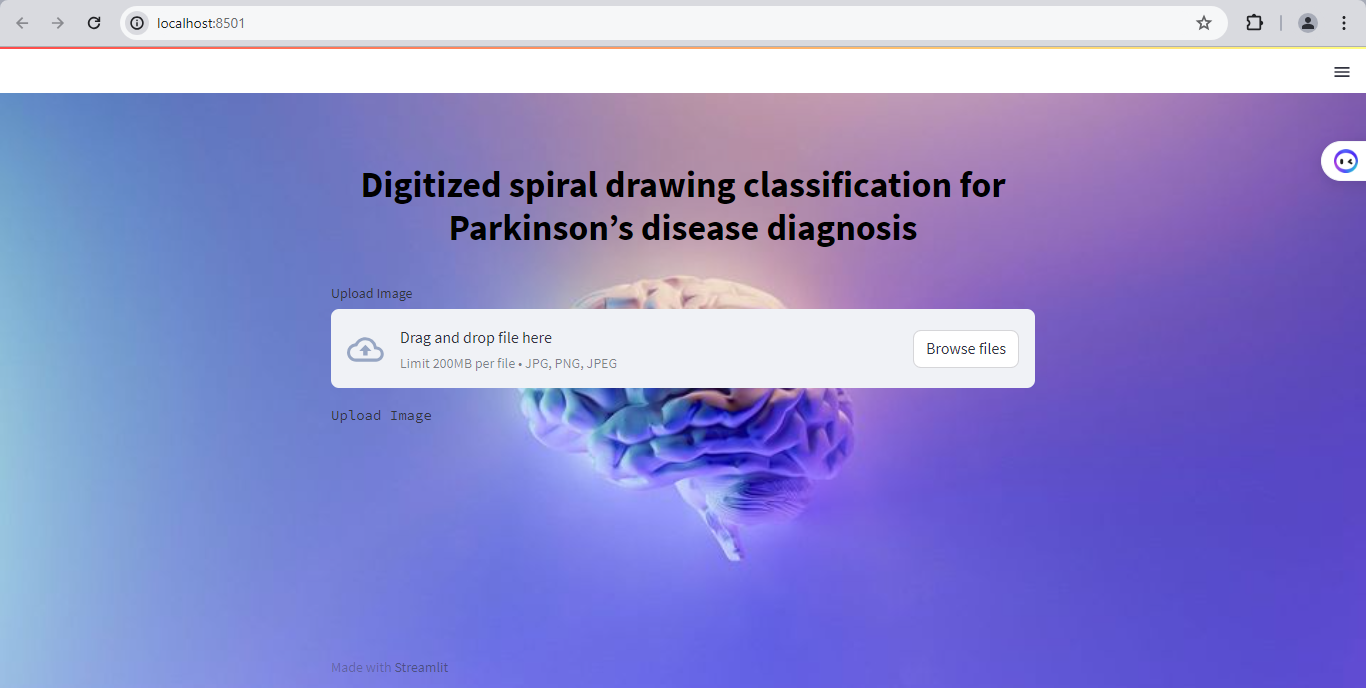 localhost:8501
Digitized spiral drawing classification for
Parkinson’s disease diagnosis
Upload Image
Drag and drop file here
Limit 200MB per file • JPG, PNG, JPEG
Browse files
Upload Image
Made with Streamlit